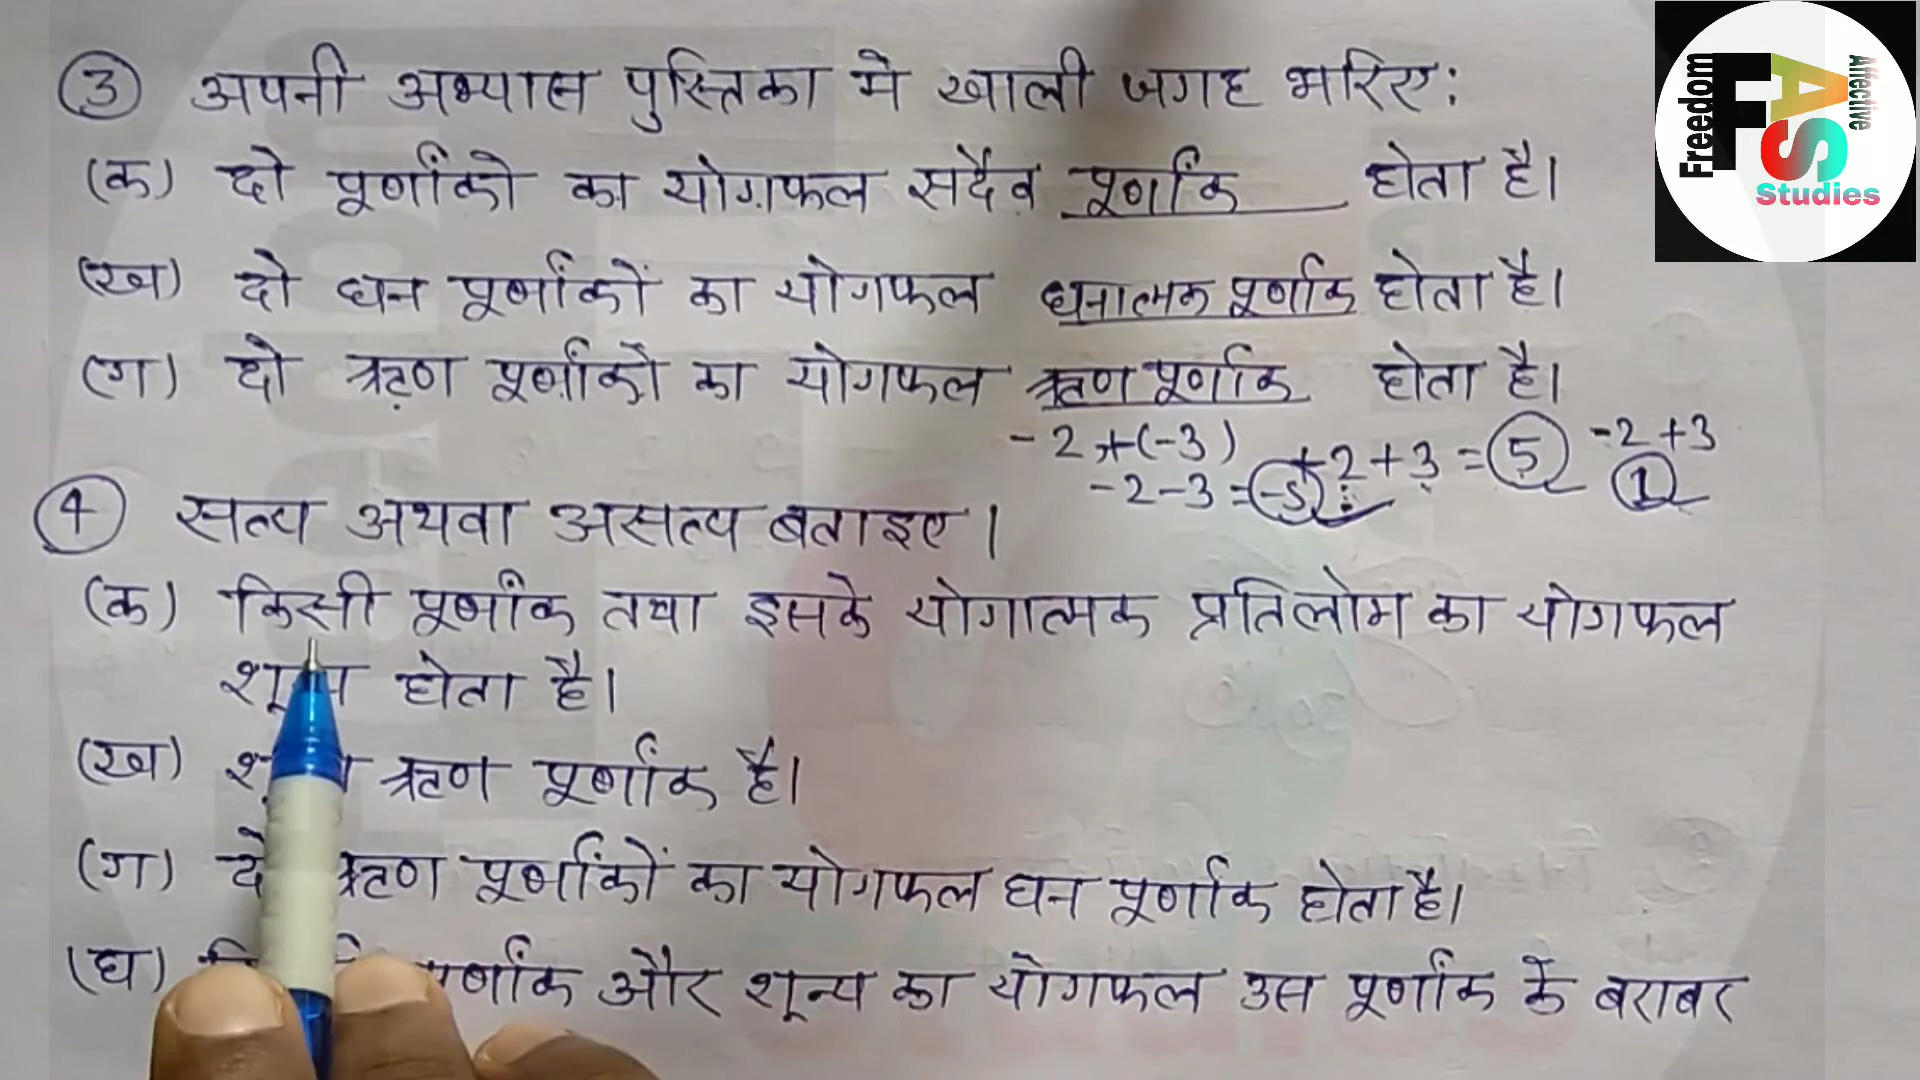 ③ अपनी अभ्यास पुस्तिका मे खाली जगह भरिए:
(क) दो पूर्णांको का योगफल सदैव पूर्णांक होता है।
(ख) दो धन पूर्णांकों का योगफल धनात्मक पूर्णांक होता है।
(ग) दो ऋण पूर्णांकों का योगफल ऋण पूर्णांक होता है।
-2+(-3)
-2-3 = -5
+2+3 = 5
-2+3
1
④ सत्य अथवा असत्य बताइए।
(क) किसी पूर्णांक तथा इसके योगात्मक प्रतिलोम का योगफल
होता है।
(ख) ऋण पूर्णांक है।
(ग) ऋण पूर्णांकों का योगफल धन पूर्णांक होता है।
(घ) और शून्य का योगफल उस पूर्णांक के बराबर
Freedom
FAS
Affective
Studies